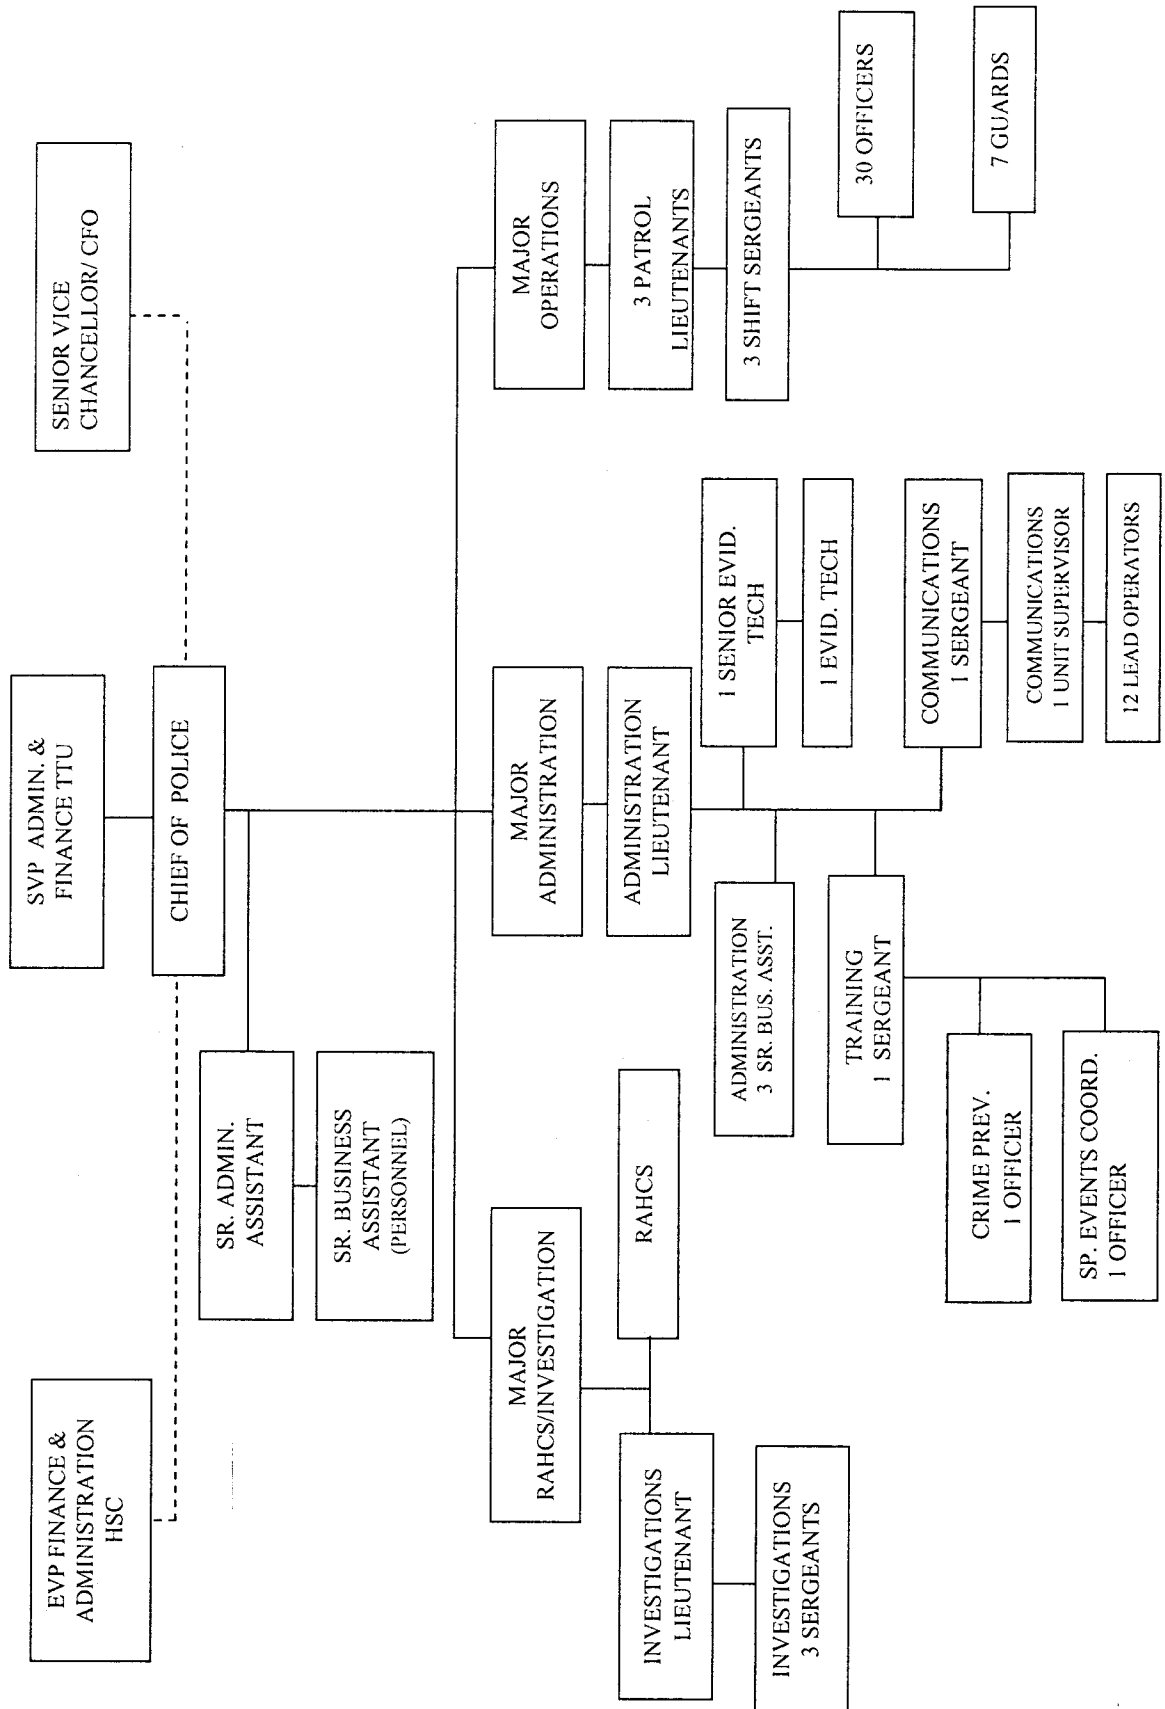 EVP FINANCE &
ADMINISTRATION
HSC
SVP ADMIN. &
FINANCE TTU
SENIOR VICE
CHANCELLOR/ CFO
CHIEF OF POLICE
SR. ADMIN.
ASSISTANT
SR. BUSINESS
ASSISTANT
(PERSONNEL)
MAJOR
RAHCS/INVESTIGATION
INVESTIGATIONS
LIEUTENANT
RAHCS
INVESTIGATIONS
3 SERGEANTS
MAJOR
ADMINISTRATION
ADMINISTRATION
LIEUTENANT
ADMINISTRATION
3 SR. BUS. ASST.
1 SENIOR EVID.
TECH
1 EVID. TECH
TRAINING
1 SERGEANT
CRIME PREV.
1 OFFICER
SP. EVENTS COORD.
1 OFFICER
COMMUNICATIONS
1 SERGEANT
COMMUNICATIONS
1 UNIT SUPERVISOR
12 LEAD OPERATORS
MAJOR
OPERATIONS
3 PATROL
LIEUTENANTS
3 SHIFT SERGEANTS
30 OFFICERS
7 GUARDS